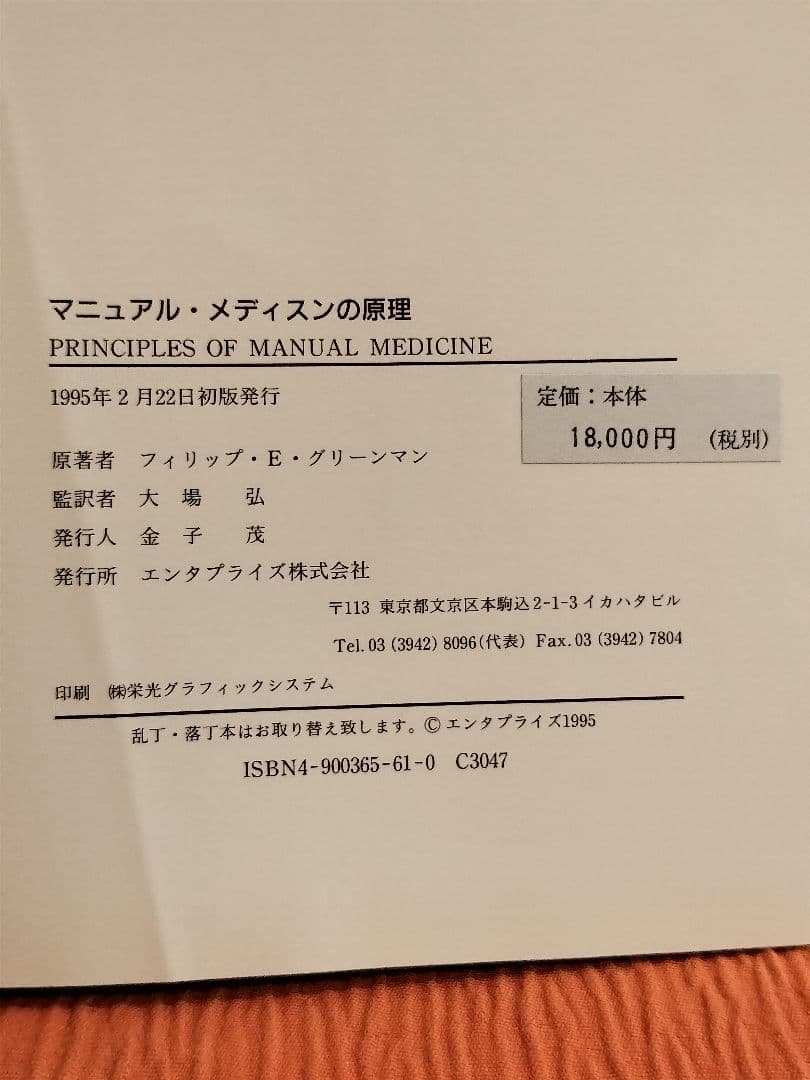 マニュアル・メディスンの原理
PRINCIPLES OF MANUAL MEDICINE
1995年2月22日初版発行
定価：本体
18,000円 （税別）
原著者 フィリップ・E・グリーンマン
監訳者 大場 弘
発行人 金子 茂
発行所 エンタプライズ株式会社
〒113 東京都文京区本駒込2-1-3イカハタビル
Tel.03(3942)8096(代表) Fax.03(3942)7804
印刷 ㈱栄光グラフィックシステム
乱丁・落丁本はお取り替え致します。©エンタプライズ1995
ISBN4-900365-61-0 C3047